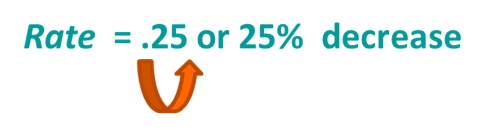 Rate = .25 or 25% decrease